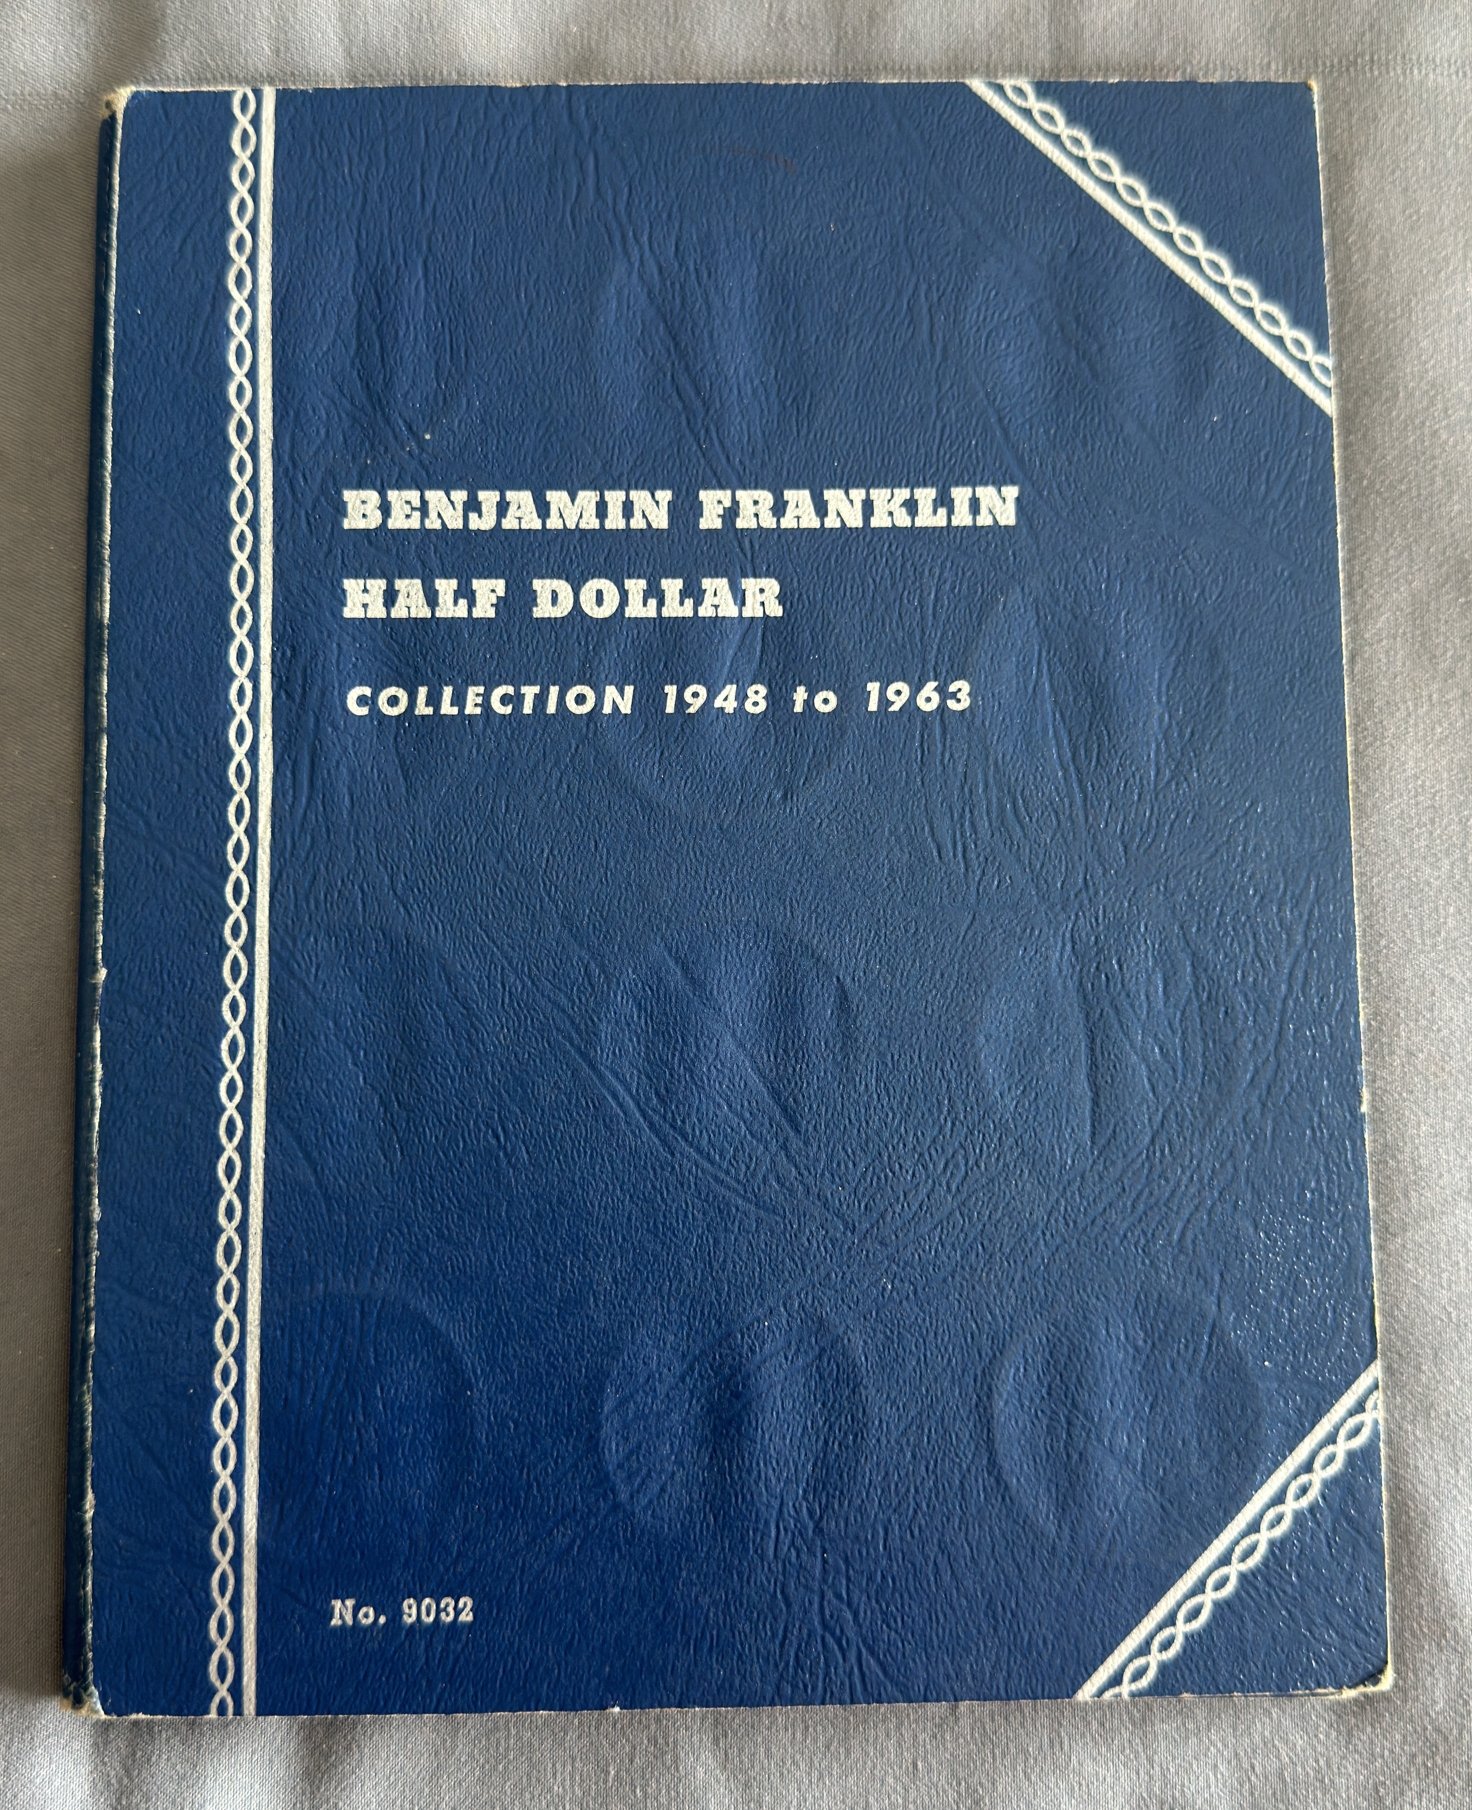 BENJAMIN FRANKLIN
HALF DOLLAR
COLLECTION 1948 to 1963
No. 9032